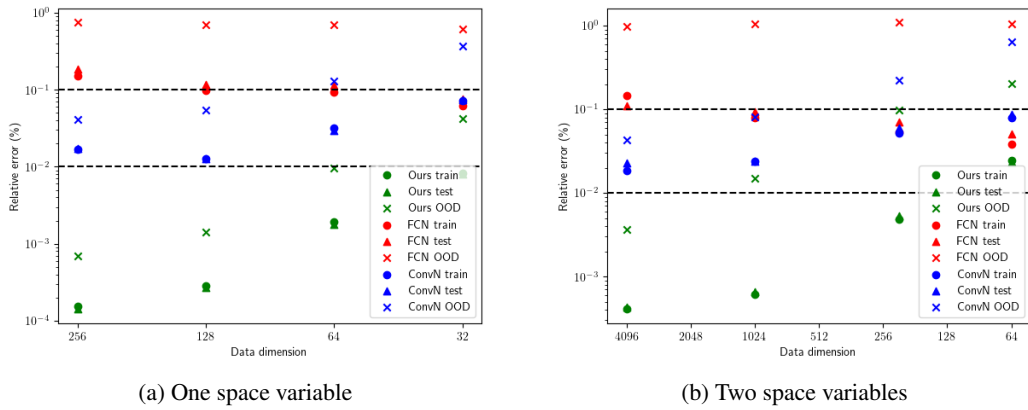 10⁰
10⁻¹
10⁻²
10⁻³
10⁻⁴
Relative error (%)
256
128
64
32
Data dimension
Ours train
Ours test
Ours OOD
FCN train
FCN test
FCN OOD
ConvN train
ConvN test
ConvN OOD
(a) One space variable
10⁰
10⁻¹
10⁻²
10⁻³
Relative error (%)
4096
2048
1024
512
256
128
64
Data dimension
Ours train
Ours test
Ours OOD
FCN train
FCN test
FCN OOD
ConvN train
ConvN test
ConvN OOD
(b) Two space variables